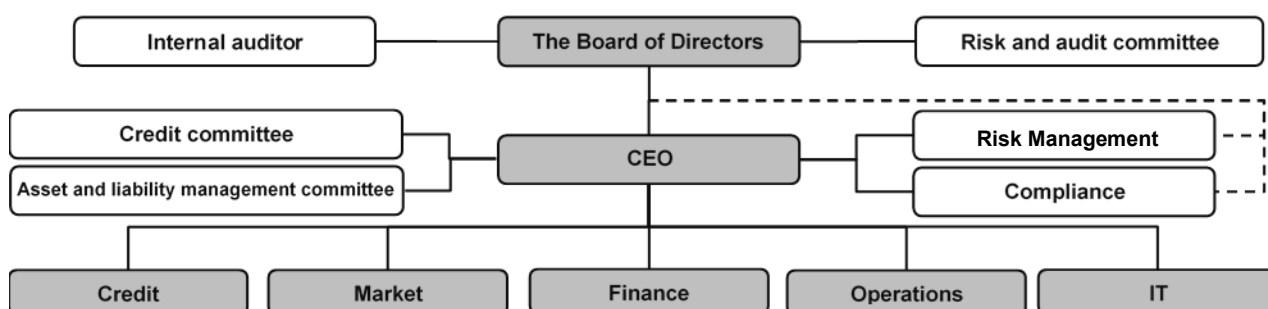 Internal auditor
The Board of Directors
Risk and audit committee
Credit committee
CEO
Risk Management
Asset and liability management committee
Compliance
Credit
Market
Finance
Operations
IT